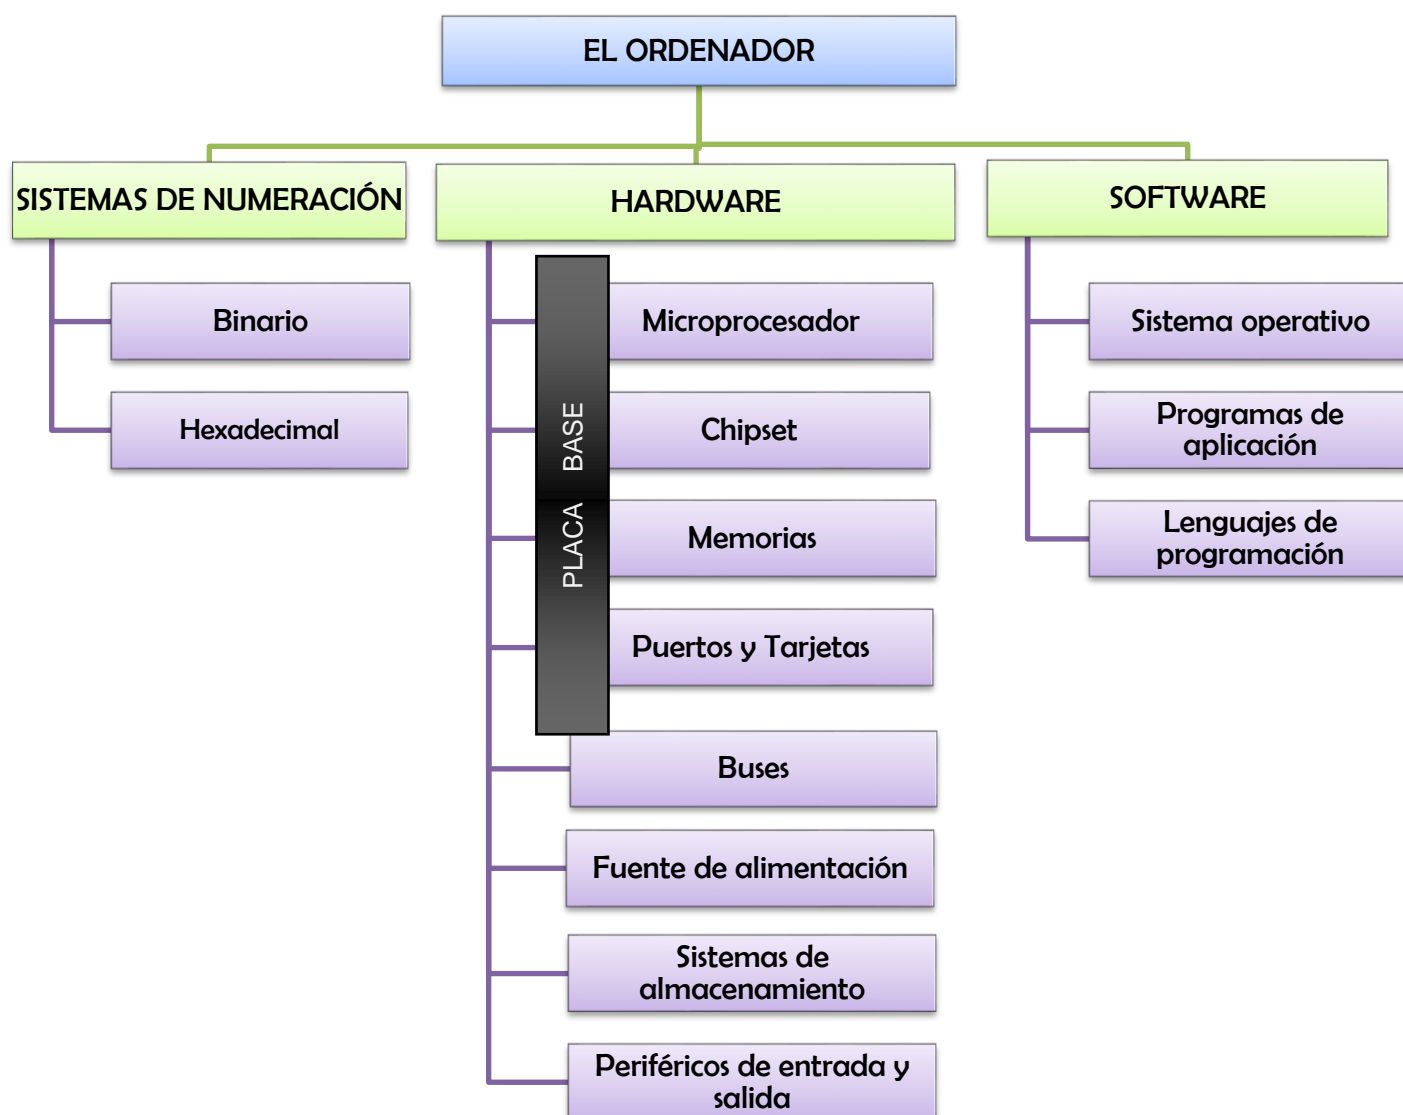 EL ORDENADOR
SISTEMAS DE NUMERACIÓN
Binario
Hexadecimal
HARDWARE
PLACA BASE
Microprocesador
Chipset
Memorias
Puertos y Tarjetas
Buses
Fuente de alimentación
Sistemas de
almacenamiento
Periféricos de entrada y
salida
SOFTWARE
Sistema operativo
Programas de
aplicación
Lenguajes de
programación